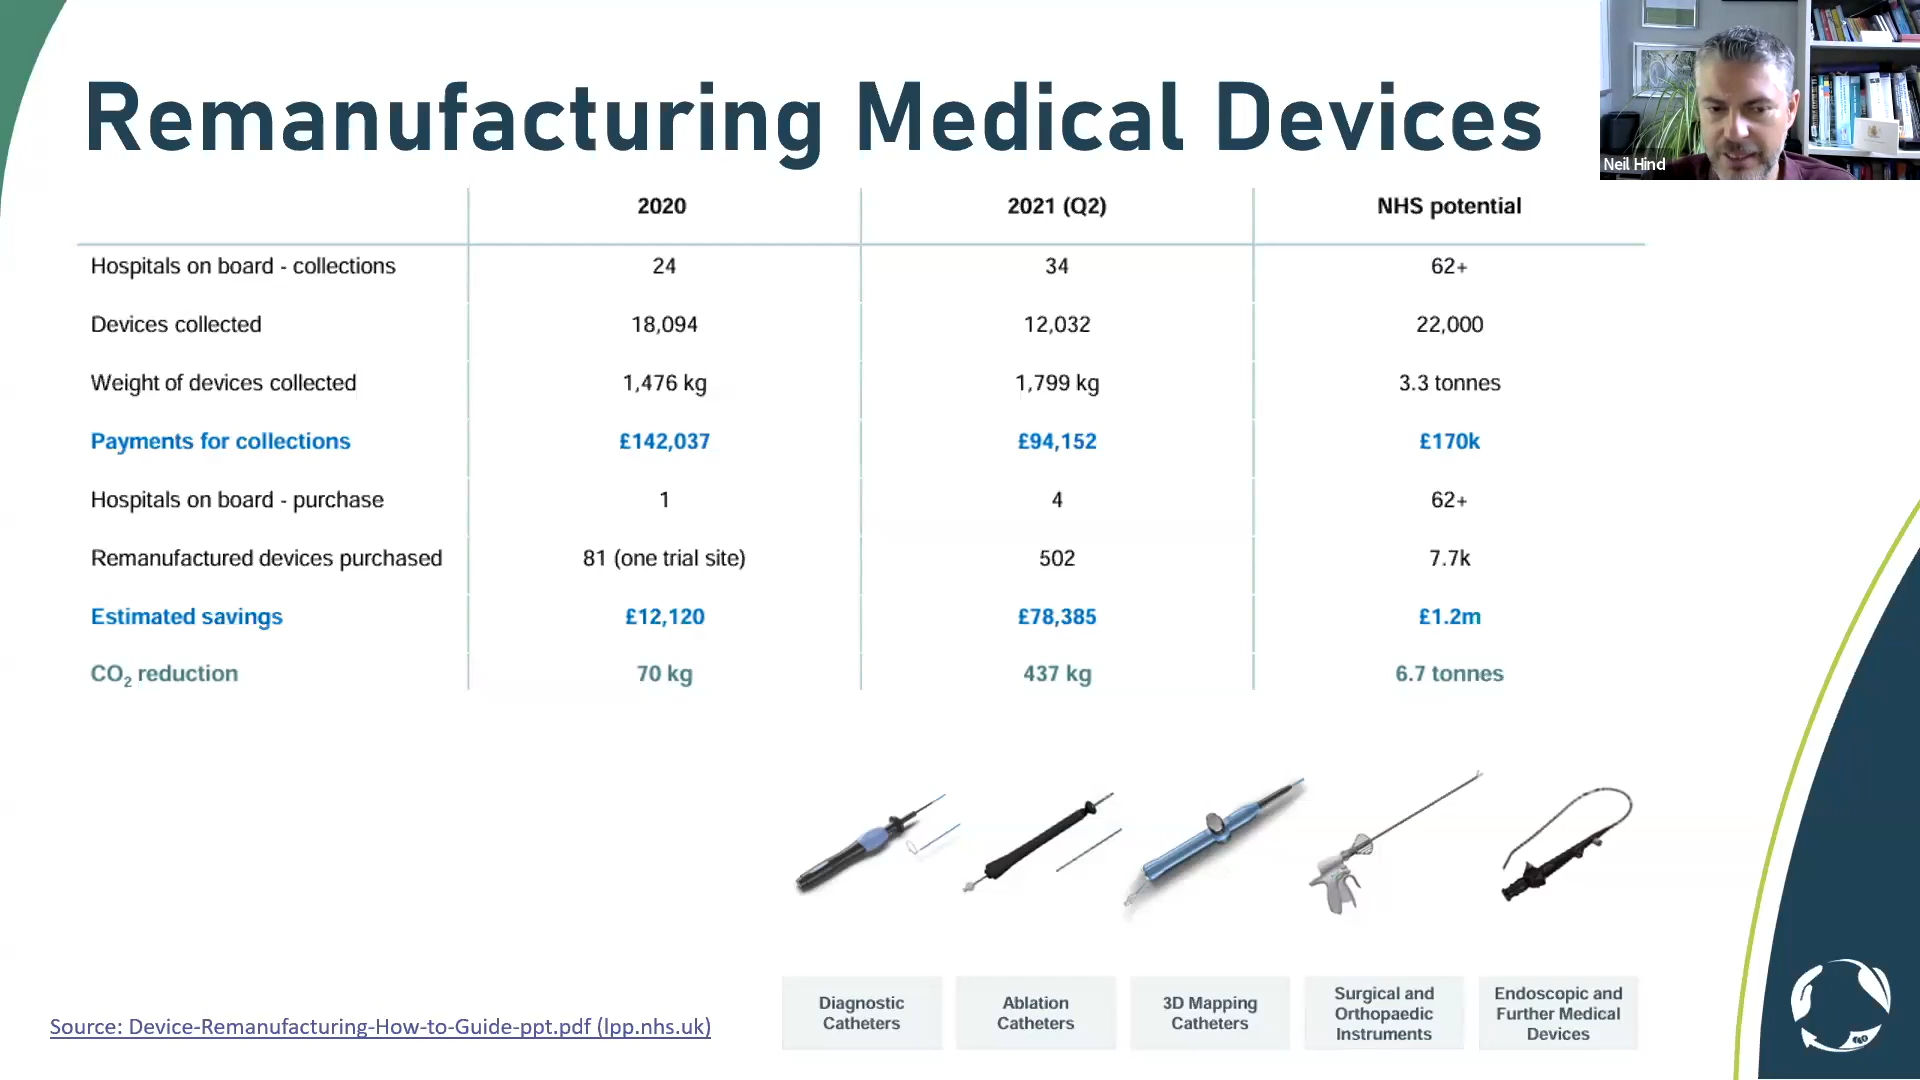 Remanufacturing Medical Devices
Neil Hind
2020 2021 (Q2) NHS potential
Hospitals on board - collections 24 34 62+
Devices collected 18,094 12,032 22,000
Weight of devices collected 1,476 kg 1,799 kg 3.3 tonnes
Payments for collections £142,037 £94,152 £170k
Hospitals on board - purchase 1 4 62+
Remanufactured devices purchased 81 (one trial site) 502 7.7k
Estimated savings £12,120 £78,385 £1.2m
CO₂ reduction 70 kg 437 kg 6.7 tonnes
Diagnostic
Catheters
Ablation
Catheters
3D Mapping
Catheters
Surgical and
Orthopaedic
Instruments
Endoscopic and
Further Medical
Devices
Source: Device-Remanufacturing-How-to-Guide-ppt.pdf (lpp.nhs.uk)